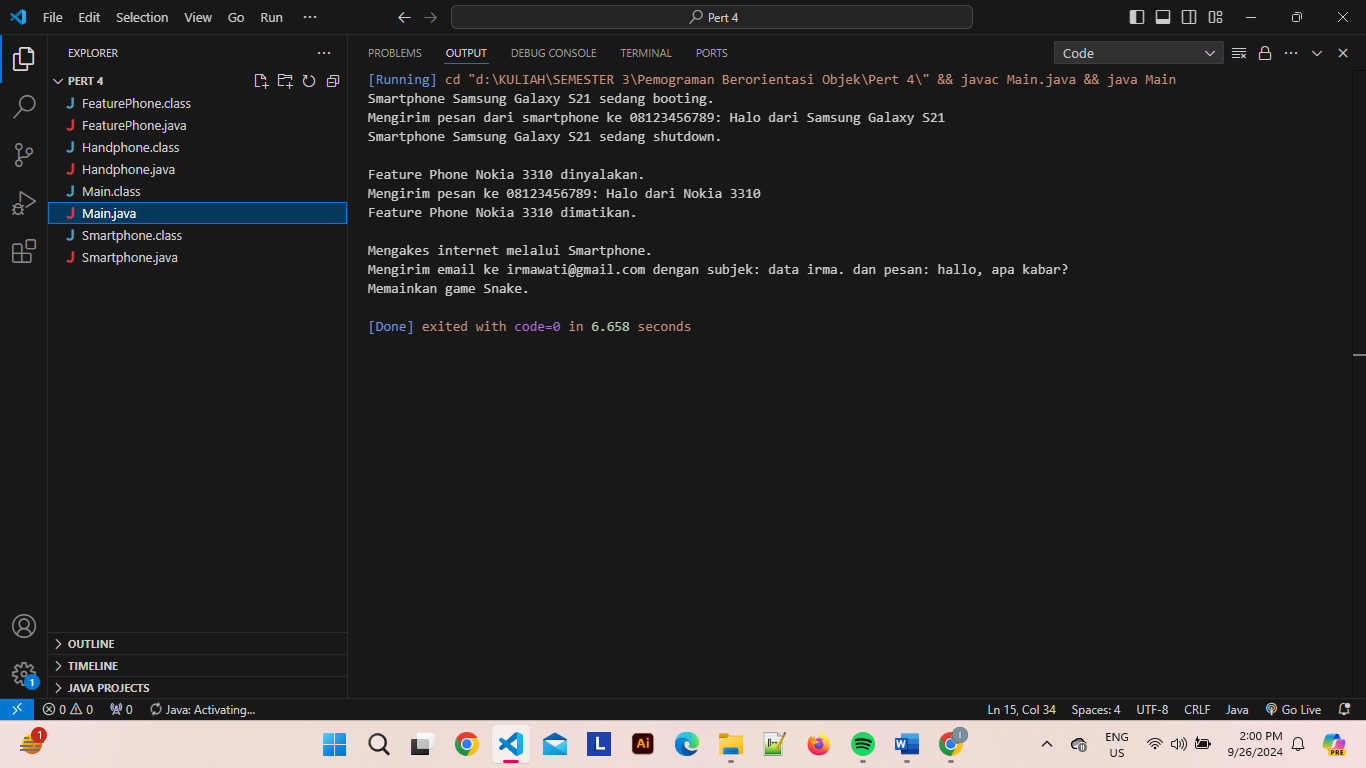 File Edit Selection View Go Run ···
Pert 4
EXPLORER ···
PERT 4
FeaturePhone.class
FeaturePhone.java
Handphone.class
Handphone.java
Main.class
Main.java
Smartphone.class
Smartphone.java
OUTLINE
TIMELINE
JAVA PROJECTS
PROBLEMS OUTPUT DEBUG CONSOLE TERMINAL PORTS
Code
[Running] cd "d:\KULIAH\SEMESTER 3\Pemograman Berorientasi Objek\Pert 4\" && javac Main.java && java Main
Smartphone Samsung Galaxy S21 sedang booting.
Mengirim pesan dari smartphone ke 08123456789: Halo dari Samsung Galaxy S21
Smartphone Samsung Galaxy S21 sedang shutdown.
Feature Phone Nokia 3310 dinyalakan.
Mengirim pesan ke 08123456789: Halo dari Nokia 3310
Feature Phone Nokia 3310 dimatikan.
Mengakes internet melalui Smartphone.
Mengirim email ke irmawati@gmail.com dengan subjek: data irma. dan pesan: hallo, apa kabar?
Memainkan game Snake.
[Done] exited with code=0 in 6.658 seconds
1
0 0 0 Java: Activating...
Ln 15, Col 34 Spaces: 4 UTF-8 CRLF Java Go Live
1
L
Ai
W
I
ENG
US
2:00 PM
9/26/2024
PRE